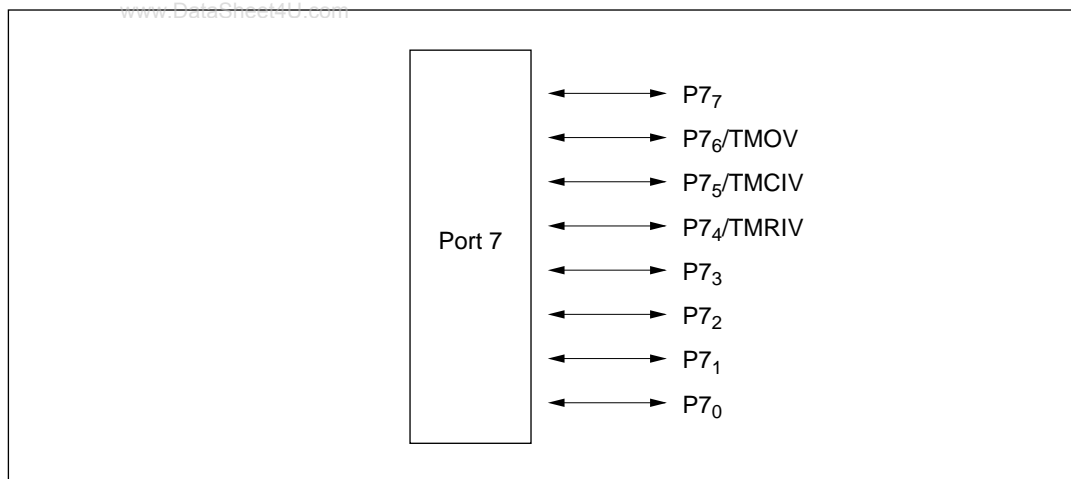 www.DataSheet4U.com
Port 7
P7₇
P7₆/TMOV
P7₅/TMCIV
P7₄/TMRIV
P7₃
P7₂
P7₁
P7₀